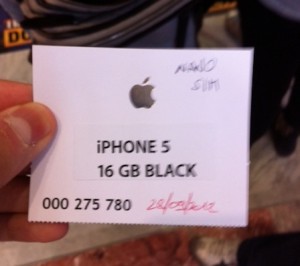 NANO
SIM
iPHONE 5
16 GB BLACK
000 275 780
28/09/2012